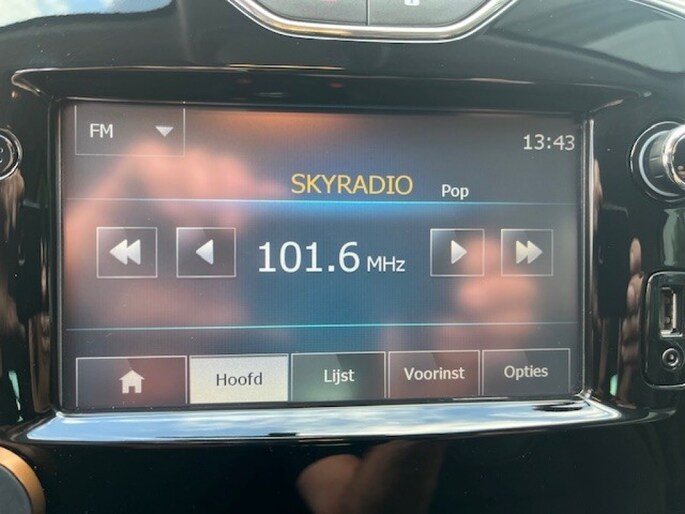 FM
13:43
SKYRADIO Pop
101.6 MHz
Hoofd Lijst Voorinst Opties